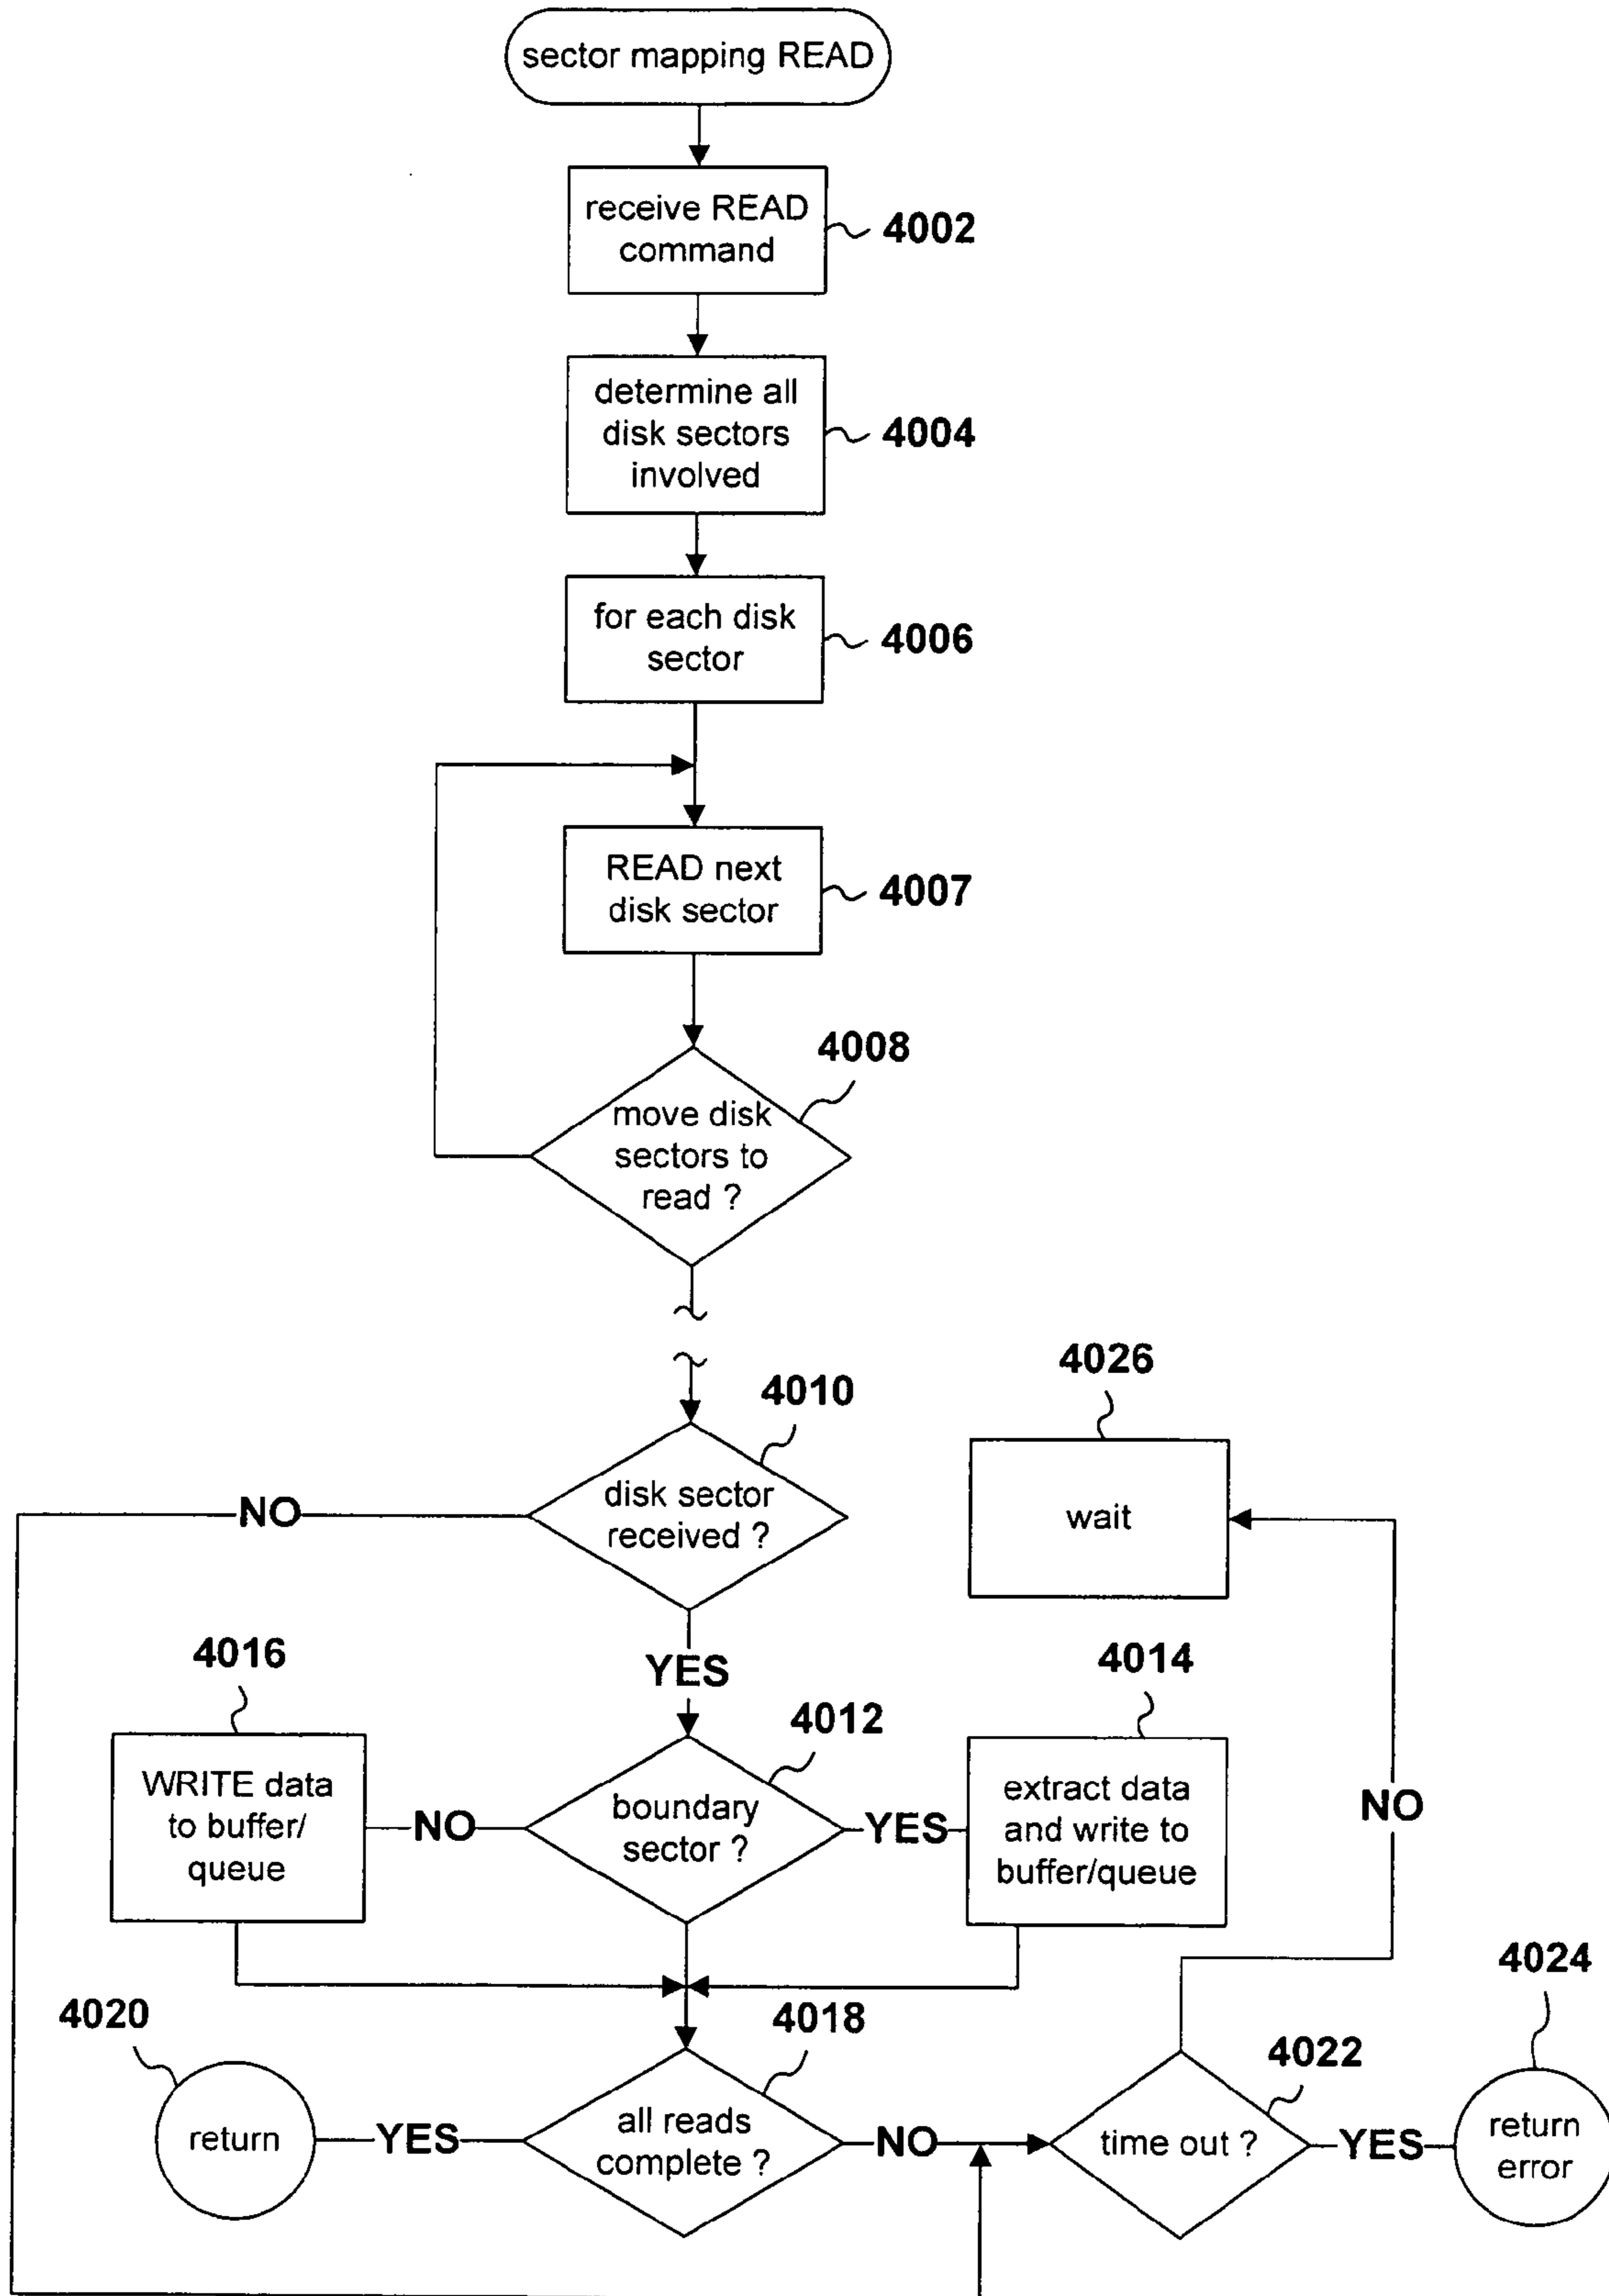 sector mapping READ
receive READ
command
4002
determine all
disk sectors
involved
4004
for each disk
sector
4006
READ next
disk sector
4007
4008
move disk
sectors to
read ?
4026
4010
wait
NO
disk sector
received ?
4016
YES
4014
4012
WRITE data
to buffer/
queue
NO
boundary
sector ?
YES
extract data
and write to
buffer/queue
NO
4024
4020
4018
4022
return
YES
all reads
complete ?
NO
time out ?
YES
return
error